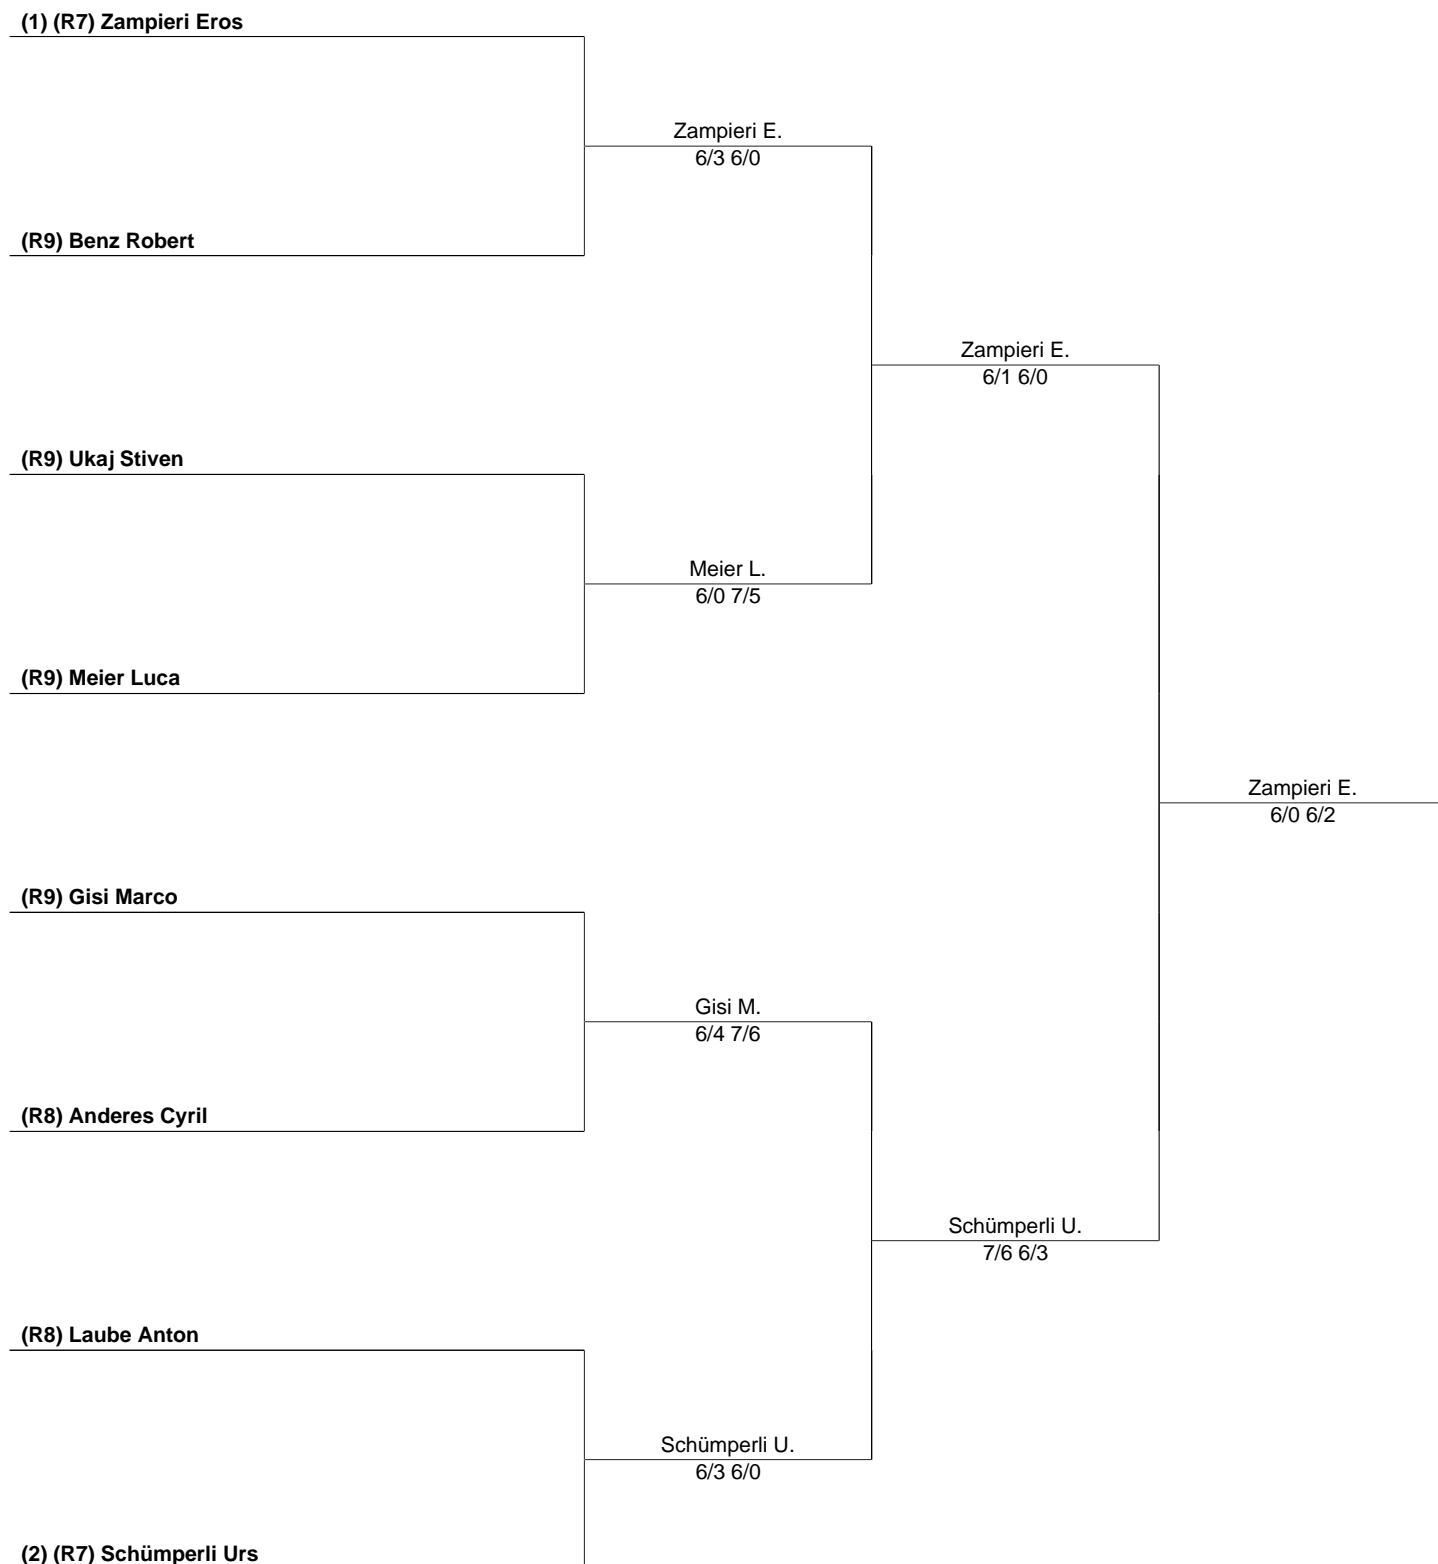 (1) (R7) Zampieri Eros
Zampieri E.
6/3 6/0
(R9) Benz Robert
Zampieri E.
6/1 6/0
(R9) Ukaj Stiven
Meier L.
6/0 7/5
(R9) Meier Luca
Zampieri E.
6/0 6/2
(R9) Gisi Marco
Gisi M.
6/4 7/6
(R8) Anderes Cyril
Schümperli U.
7/6 6/3
(R8) Laube Anton
Schümperli U.
6/3 6/0
(2) (R7) Schümperli Urs